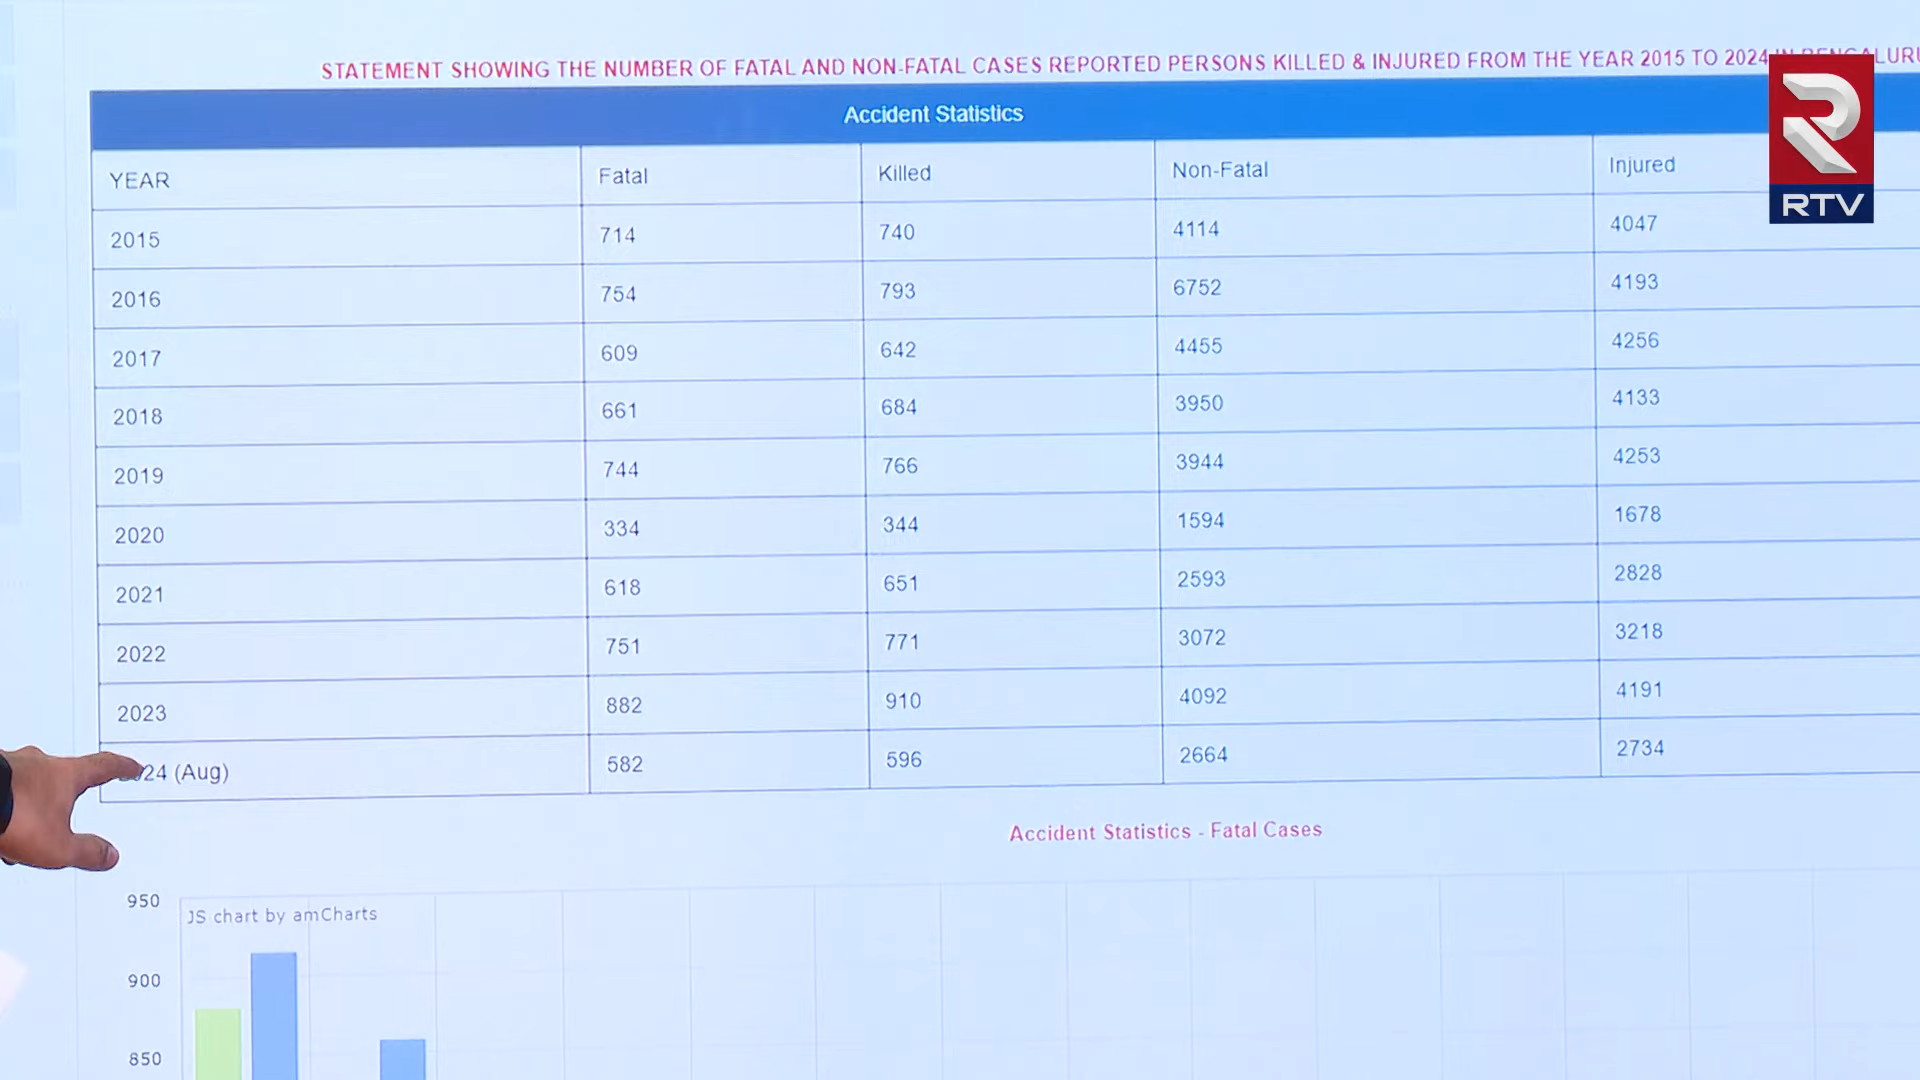 STATEMENT SHOWING THE NUMBER OF FATAL AND NON-FATAL CASES REPORTED PERSONS KILLED & INJURED FROM THE YEAR 2015 TO 2024
RTV
Accident Statistics
YEAR Fatal Killed Non-Fatal Injured
2015 714 740 4114 4047
2016 754 793 6752 4193
2017 609 642 4455 4256
2018 661 684 3950 4133
2019 744 766 3944 4253
2020 334 344 1594 1678
2021 618 651 2593 2828
2022 751 771 3072 3218
2023 882 910 4092 4191
(Aug) 582 596 2664 2734
Accident Statistics - Fatal Cases
950
JS chart by amCharts
900
850